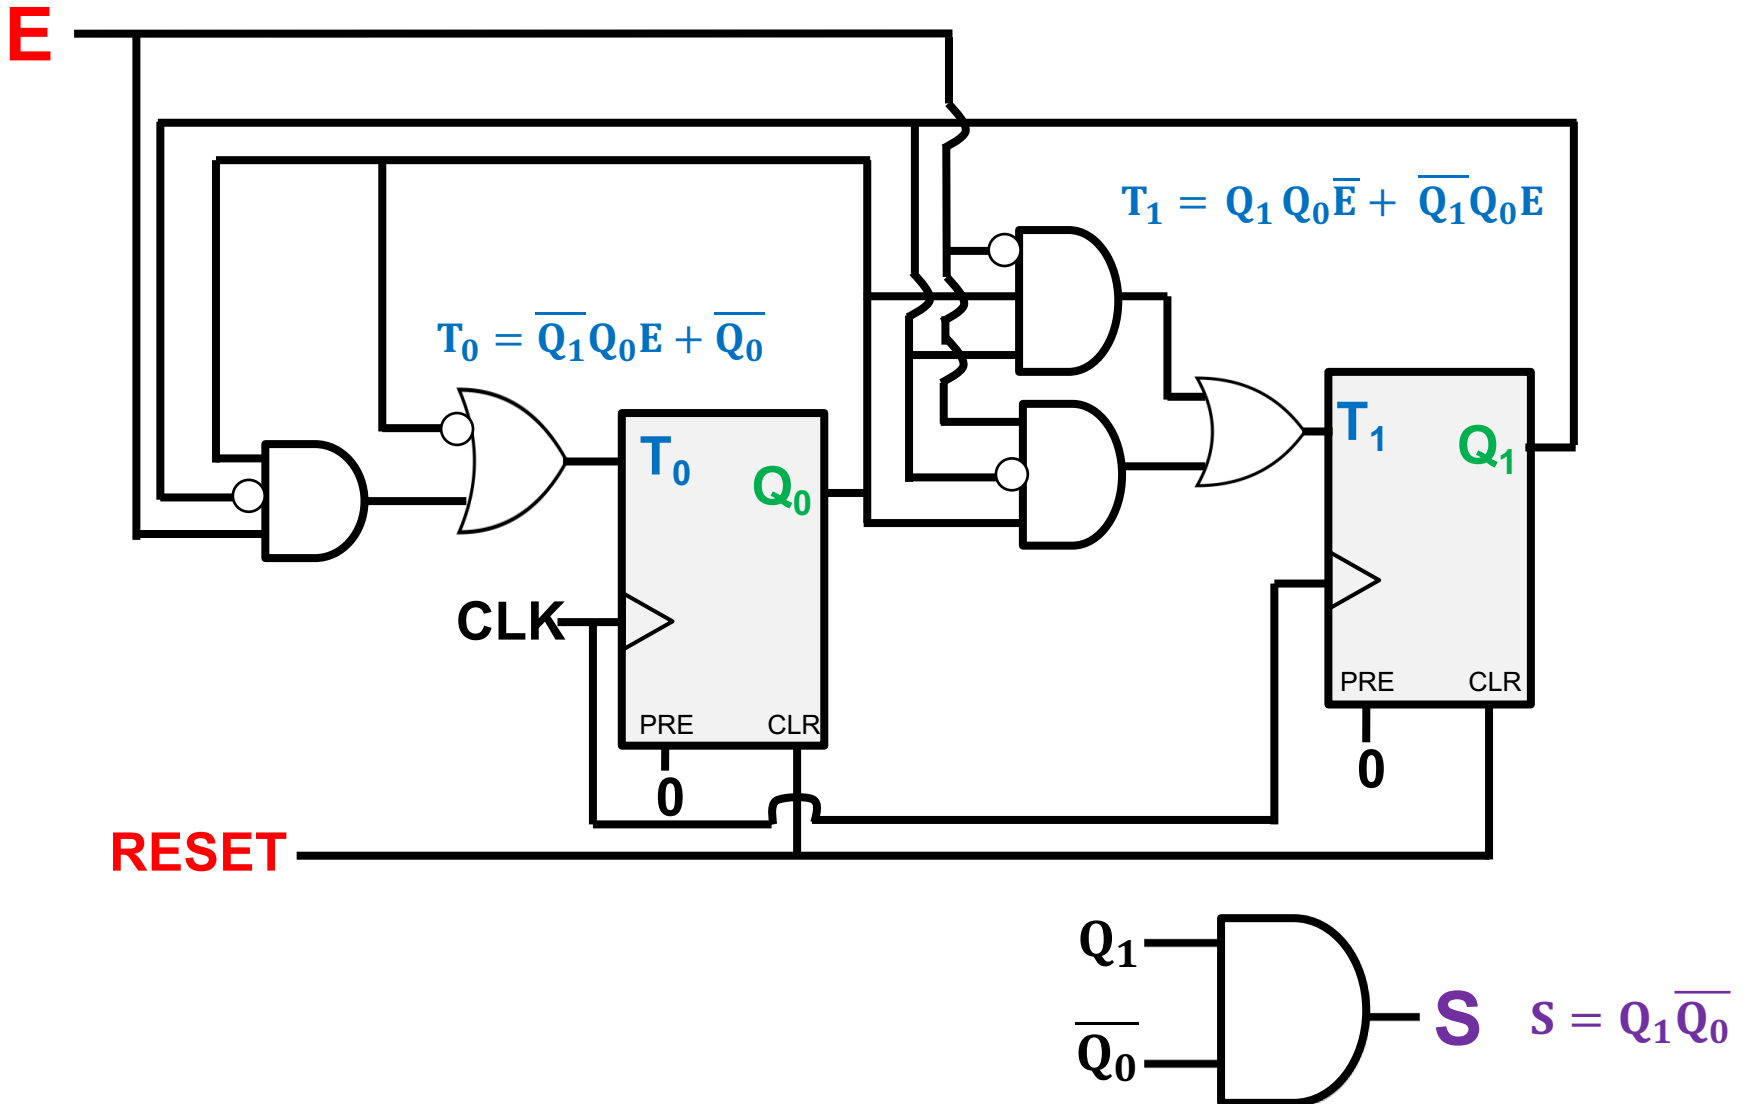 E
T₁ = Q₁ Q₀E̅ + Q̅₁Q₀E
T₀ = Q̅₁Q₀E + Q̅₀
T₁
Q₁
T₀
Q₀
CLK
PRE CLR
PRE CLR
0
0
RESET
Q₁
S S = Q₁Q̅₀
Q̅₀